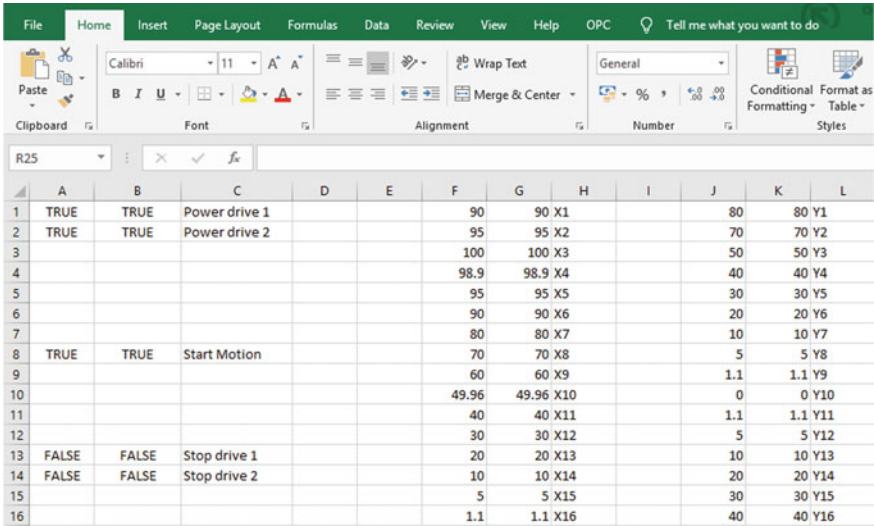 File Home Insert Page Layout Formulas Data Review View Help OPC Tell me what you want to do
Calibri 11 A A Wrap Text General
Paste B I U A Merge & Center % , .00 .0 Conditional Format as
Formatting Table
Clipboard Font Alignment Number Styles
R25 fx
A B C D E F G H I J K L
1 TRUE TRUE Power drive 1 90 90 X1 80 80 Y1
2 TRUE TRUE Power drive 2 95 95 X2 70 70 Y2
3 100 100 X3 50 50 Y3
4 98.9 98.9 X4 40 40 Y4
5 95 95 X5 30 30 Y5
6 90 90 X6 20 20 Y6
7 80 80 X7 10 10 Y7
8 TRUE TRUE Start Motion 70 70 X8 5 5 Y8
9 60 60 X9 1.1 1.1 Y9
10 49.96 49.96 X10 0 0 Y10
11 40 40 X11 1.1 1.1 Y11
12 30 30 X12 5 5 Y12
13 FALSE FALSE Stop drive 1 20 20 X13 10 10 Y13
14 FALSE FALSE Stop drive 2 10 10 X14 20 20 Y14
15 5 5 X15 30 30 Y15
16 1.1 1.1 X16 40 40 Y16